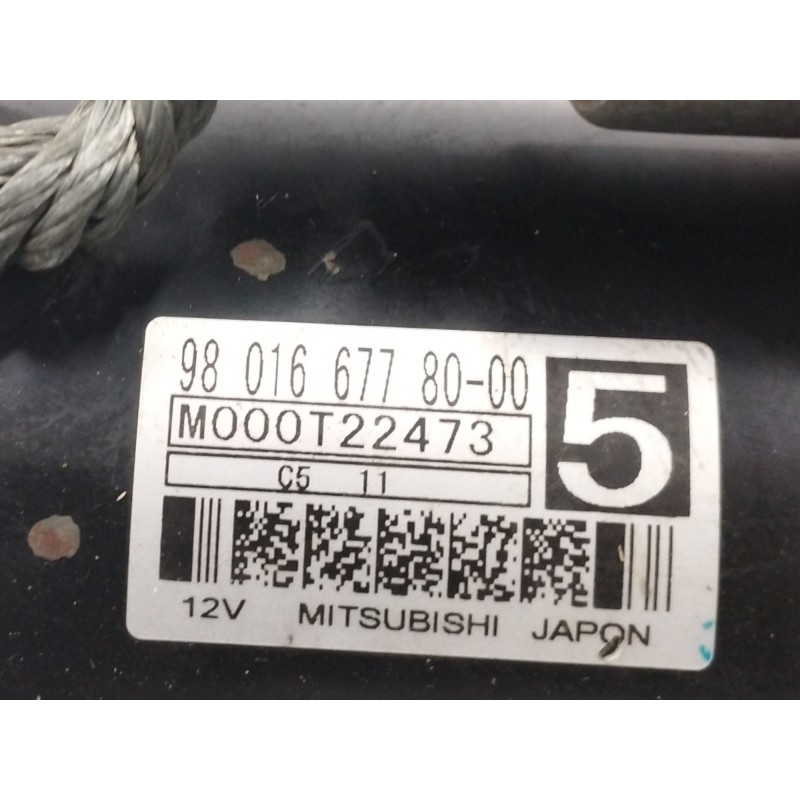 98 016 677 80-00
5
M000T22473
C5 11
12V MITSUBISHI JAPON